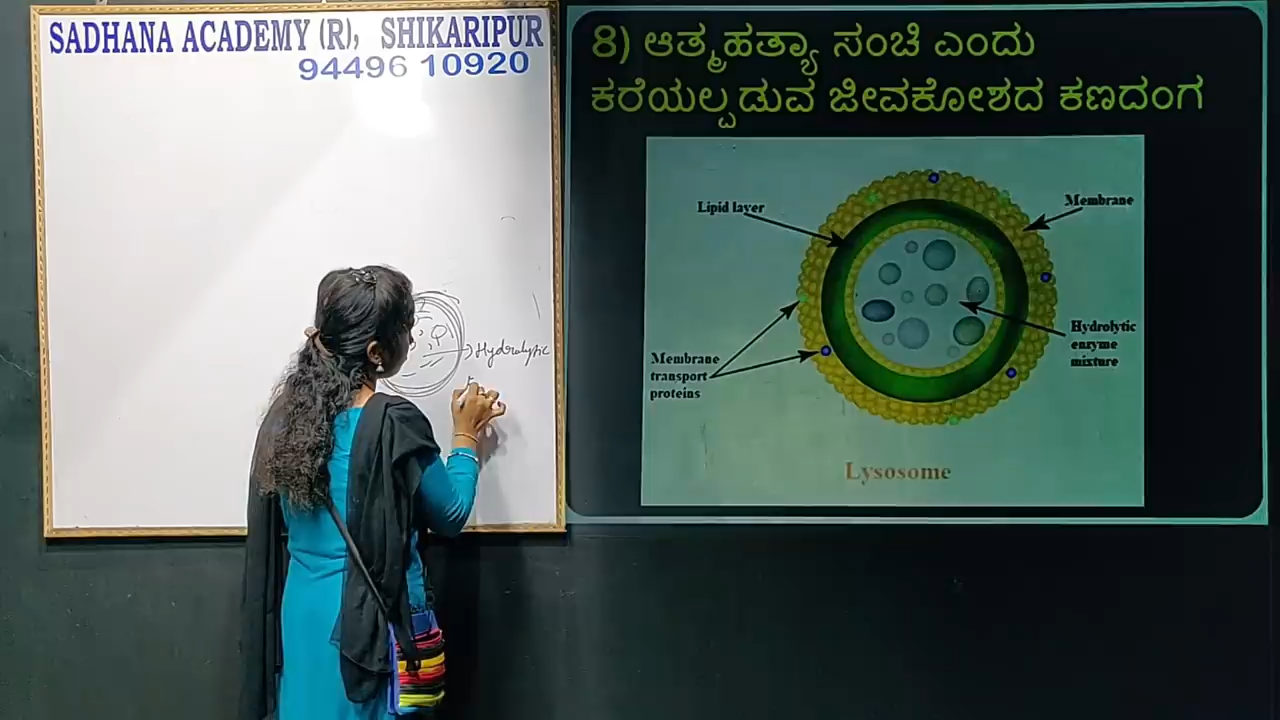 SADHANA ACADEMY (R), SHIKARIPUR
94496 10920
Hydrolytic
8) ಆತ್ಮಹತ್ಯಾ ಸಂಚಿ ಎಂದು
ಕರೆಯಲ್ಪಡುವ ಜೀವಕೋಶದ ಕಣದಂಗ
Lipid layer
Membrane
Hydrolytic
enzyme
mixture
Membrane
transport
proteins
Lysosome